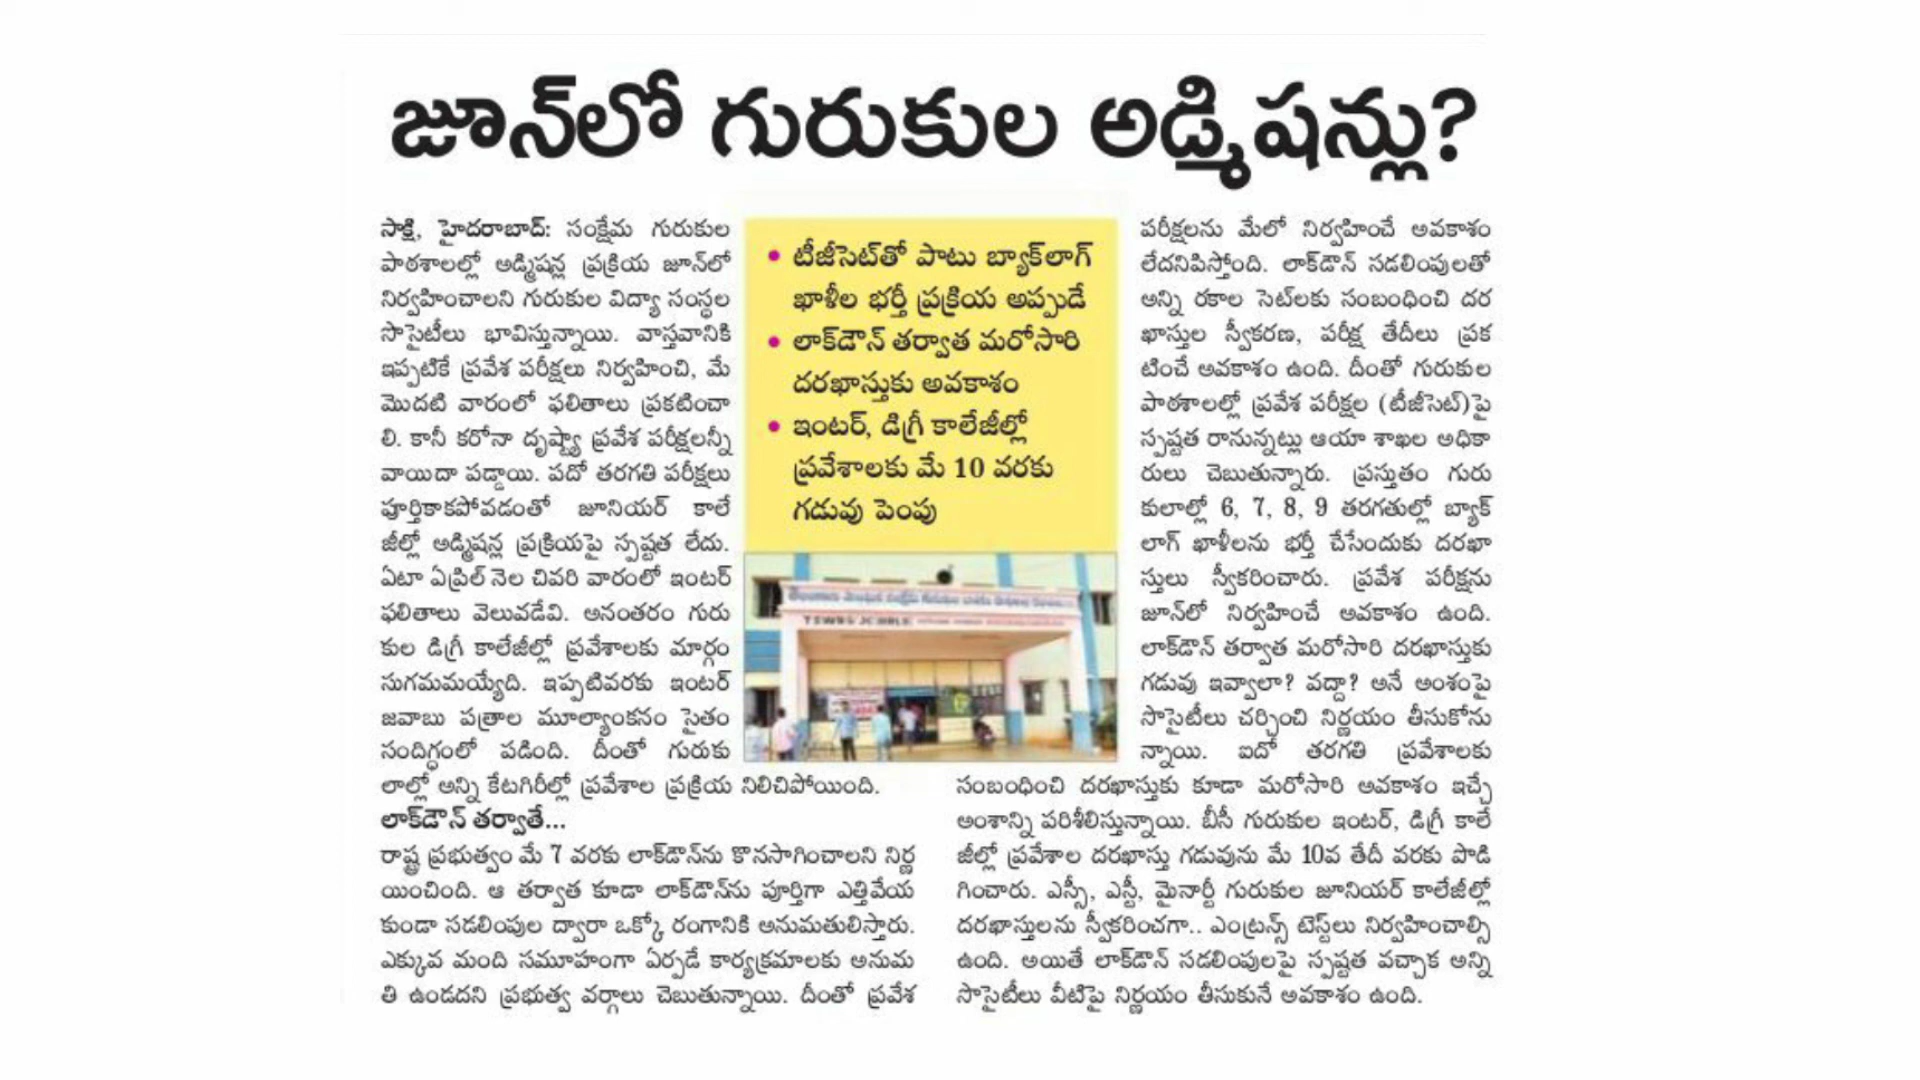 జూన్‌లో గురుకుల అడ్మిషన్లు?
సాక్షి, హైదరాబాద్: సంక్షేమ గురుకుల
పాఠశాలల్లో అడ్మిషన్ల ప్రక్రియ జూన్‌లో
నిర్వహించాలని గురుకుల విద్యా సంస్థల
సొసైటీలు భావిస్తున్నాయి. వాస్తవానికి
ఇప్పటికే ప్రవేశ పరీక్షలు నిర్వహించి, మే
మొదటి వారంలో ఫలితాలు ప్రకటించా
లి. కానీ కరోనా దృష్ట్యా ప్రవేశ పరీక్షలన్నీ
వాయిదా పడ్డాయి. పదో తరగతి పరీక్షలు
పూర్తికాకపోవడంతో జూనియర్ కాలే
జీల్లో అడ్మిషన్ల ప్రక్రియపై స్పష్టత లేదు.
ఏటా ఏప్రిల్ నెల చివరి వారంలో ఇంటర్
ఫలితాలు వెలువడేవి. అనంతరం గురు
కుల డిగ్రీ కాలేజీల్లో ప్రవేశాలకు మార్గం
సుగమమయ్యేది. ఇప్పటివరకు ఇంటర్
జవాబు పత్రాల మూల్యాంకనం సైతం
సందిగ్ధంలో పడింది. దీంతో గురుకు
లాల్లో అన్ని కేటగిరీల్లో ప్రవేశాల ప్రక్రియ నిలిచిపోయింది.
లాక్‌డౌన్ తర్వాతే...
రాష్ట్ర ప్రభుత్వం మే 7 వరకు లాక్‌డౌన్‌ను కొనసాగించాలని నిర్ణ
యించింది. ఆ తర్వాత కూడా లాక్‌డౌన్‌ను పూర్తిగా ఎత్తివేయ
కుండా సడలింపుల ద్వారా ఒక్కో రంగానికి అనుమతులిస్తారు.
ఎక్కువ మంది సమూహంగా ఏర్పడే కార్యక్రమాలకు అనుమ
తి ఉండదని ప్రభుత్వ వర్గాలు చెబుతున్నాయి. దీంతో ప్రవేశ
• టీజీసెట్‌తో పాటు బ్యాక్‌లాగ్
ఖాళీల భర్తీ ప్రక్రియ అప్పుడే
• లాక్‌డౌన్ తర్వాత మరోసారి
దరఖాస్తుకు అవకాశం
• ఇంటర్, డిగ్రీ కాలేజీల్లో
ప్రవేశాలకు మే 10 వరకు
గడువు పెంపు
పరీక్షలను మేలో నిర్వహించే అవకాశం
లేదనిపిస్తోంది. లాక్‌డౌన్ సడలింపులతో
అన్ని రకాల సెట్‌లకు సంబంధించి దర
ఖాస్తుల స్వీకరణ, పరీక్ష తేదీలు ప్రక
టించే అవకాశం ఉంది. దీంతో గురుకుల
పాఠశాలల్లో ప్రవేశ పరీక్షల (టీజీసెట్)పై
స్పష్టత రానున్నట్లు ఆయా శాఖల అధికా
రులు చెబుతున్నారు. ప్రస్తుతం గురు
కులాల్లో 6, 7, 8, 9 తరగతుల్లో బ్యాక్
లాగ్ ఖాళీలను భర్తీ చేసేందుకు దరఖా
స్తులు స్వీకరించారు. ప్రవేశ పరీక్షను
జూన్‌లో నిర్వహించే అవకాశం ఉంది.
లాక్‌డౌన్ తర్వాత మరోసారి దరఖాస్తుకు
గడువు ఇవ్వాలా? వద్దా? అనే అంశంపై
సొసైటీలు చర్చించి నిర్ణయం తీసుకోను
న్నాయి. ఐదో తరగతి ప్రవేశాలకు
సంబంధించి దరఖాస్తుకు కూడా మరోసారి అవకాశం ఇచ్చే
అంశాన్ని పరిశీలిస్తున్నాయి. బీసీ గురుకుల ఇంటర్, డిగ్రీ కాలే
జీల్లో ప్రవేశాల దరఖాస్తు గడువును మే 10వ తేదీ వరకు పొడి
గించారు. ఎస్సీ, ఎస్టీ, మైనార్టీ గురుకుల జూనియర్ కాలేజీల్లో
దరఖాస్తులను స్వీకరించగా.. ఎంట్రన్స్ టెస్ట్‌లు నిర్వహించాల్సి
ఉంది. అయితే లాక్‌డౌన్ సడలింపులపై స్పష్టత వచ్చాక అన్ని
సొసైటీలు వీటిపై నిర్ణయం తీసుకునే అవకాశం ఉంది.